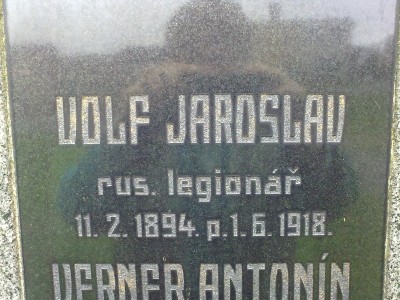 VOLF JAROSLAV
rus. legionář
11. 2. 1894. p. 1. 6. 1918.
VERNER ANTONÍN